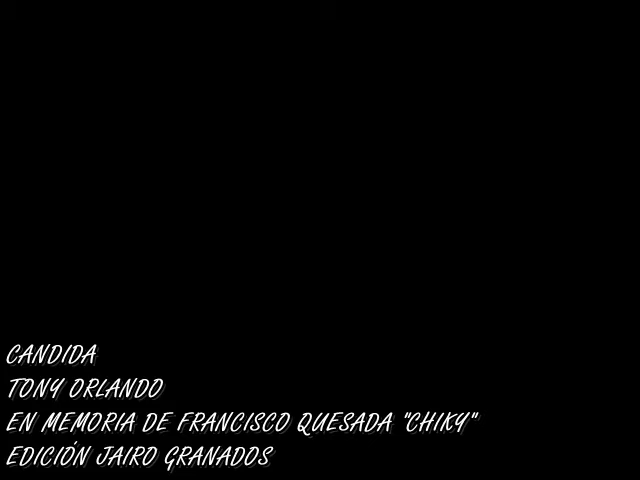 CANDIDA
TONY ORLANDO
EN MEMORIA DE FRANCISCO QUESADA "CHIKY"
EDICIÓN JAIRO GRANADOS